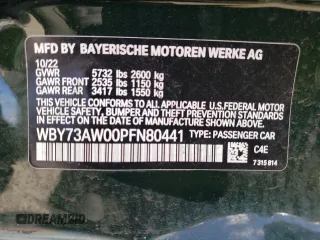 MFD BY BAYERISCHE MOTOREN WERKE AG
10/22
GVWR 5732 lbs 2600 kg
GAWR FRONT 2535 lbs 1150 kg
GAWR REAR 3417 lbs 1550 kg
THIS VEHICLE CONFORMS TO ALL APPLICABLE FEDERAL MOTOR
VEHICLE SAFETY, BUMPER, AND THEFT PREVENTION STANDARDS
IN EFFECT ON THE DATE OF MANUFACTURE SHOWN ABOVE.
WBY73AW00PFN80441 TYPE: PASSENGER CAR
C4E
7 315 814
DREAMBID